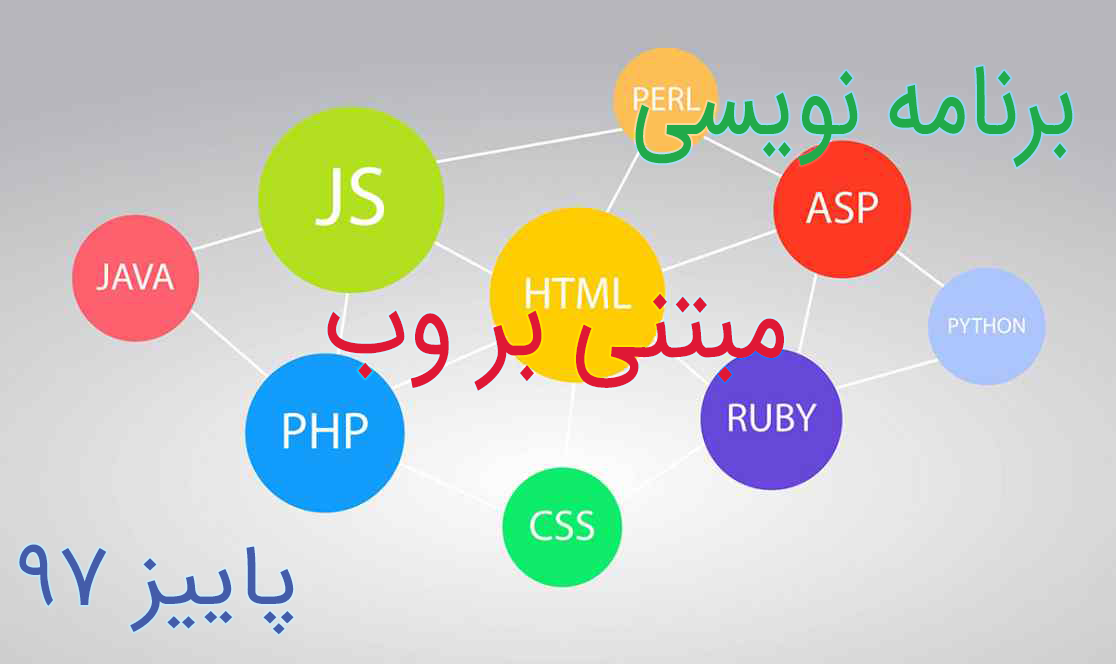 برنامه نویسی
مبتنی بر وب
پاییز ۹۷
PERL
JS
ASP
JAVA
HTML
PYTHON
PHP
RUBY
CSS